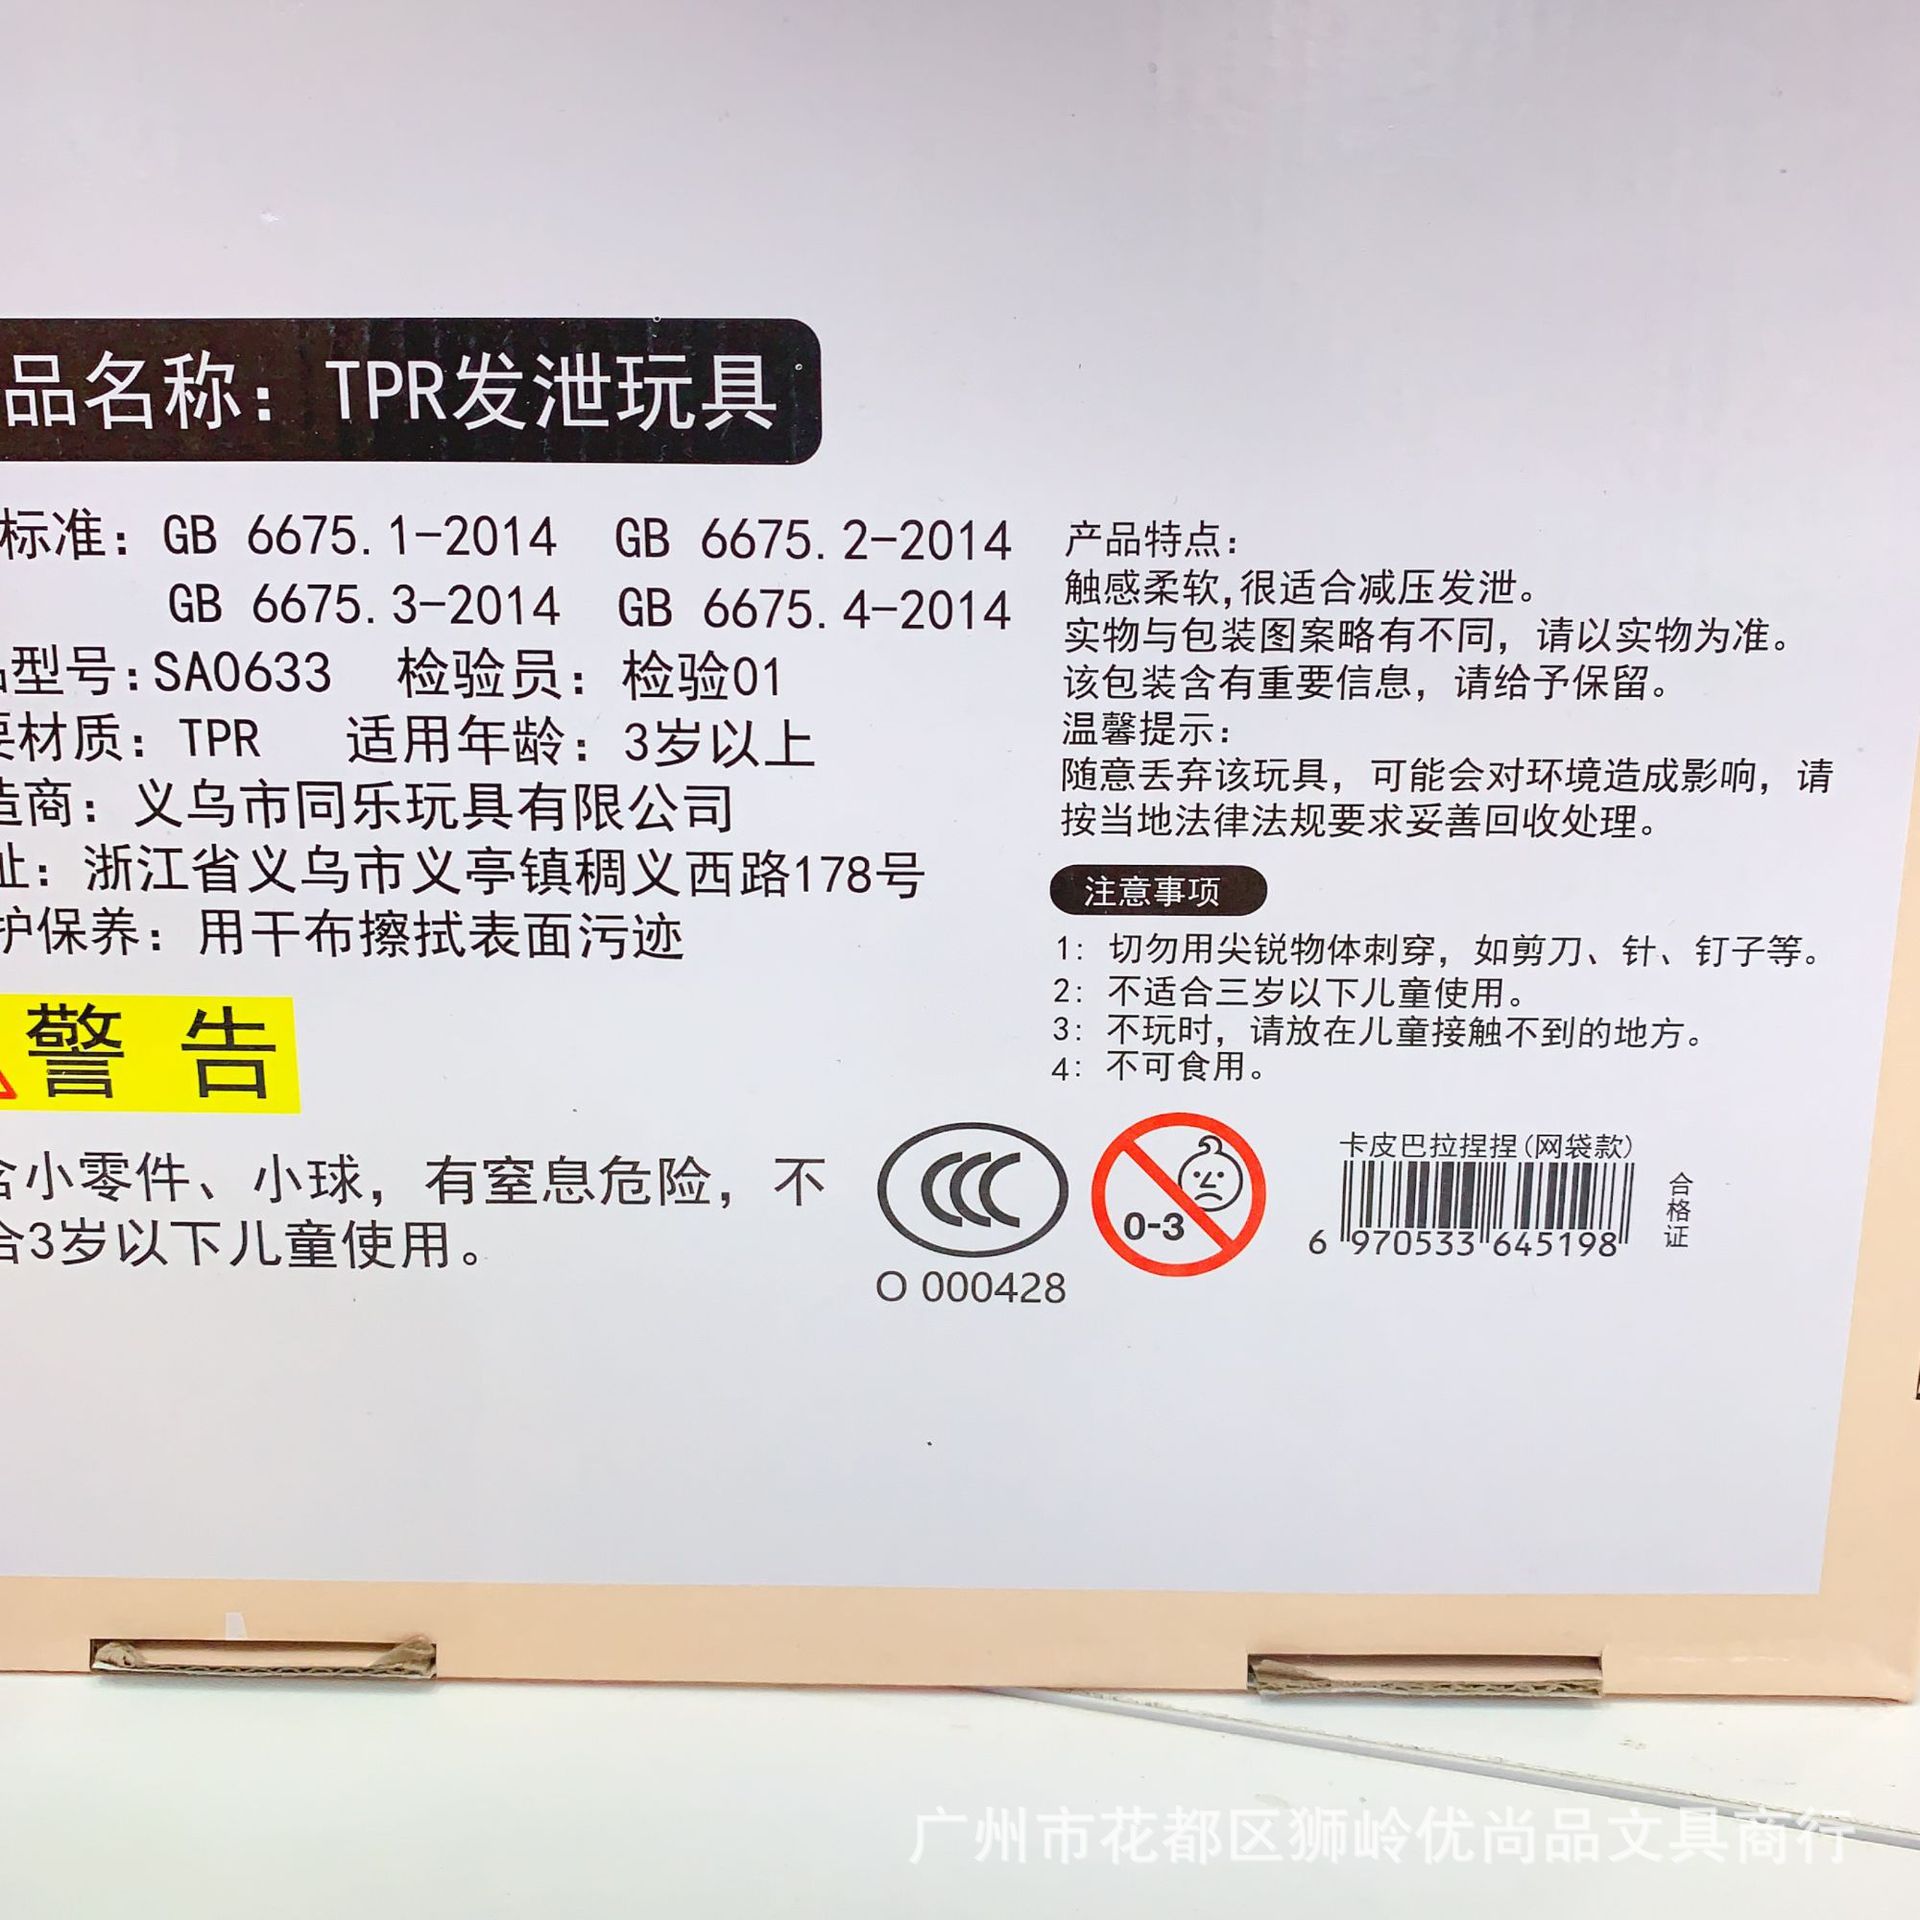 品名称：TPR发泄玩具
标准：GB 6675.1-2014 GB 6675.2-2014
GB 6675.3-2014 GB 6675.4-2014
品型号：SA0633 检验员：检验01
要材质：TPR 适用年龄：3岁以上
造商：义乌市同乐玩具有限公司
址：浙江省义乌市义亭镇稠义西路178号
护保养：用干布擦拭表面污迹
警 告
含小零件、小球，有窒息危险，不
合3岁以下儿童使用。
产品特点：
触感柔软,很适合减压发泄。
实物与包装图案略有不同，请以实物为准。
该包装含有重要信息，请给予保留。
温馨提示：
随意丢弃该玩具，可能会对环境造成影响，请
按当地法律法规要求妥善回收处理。
注意事项
1：切勿用尖锐物体刺穿，如剪刀、针、钉子等。
2：不适合三岁以下儿童使用。
3：不玩时，请放在儿童接触不到的地方。
4：不可食用。
CCC
O 000428
0-3
卡皮巴拉捏捏(网袋款)
6 970533 645198
合格证
广州市花都区狮岭优尚品文具商行